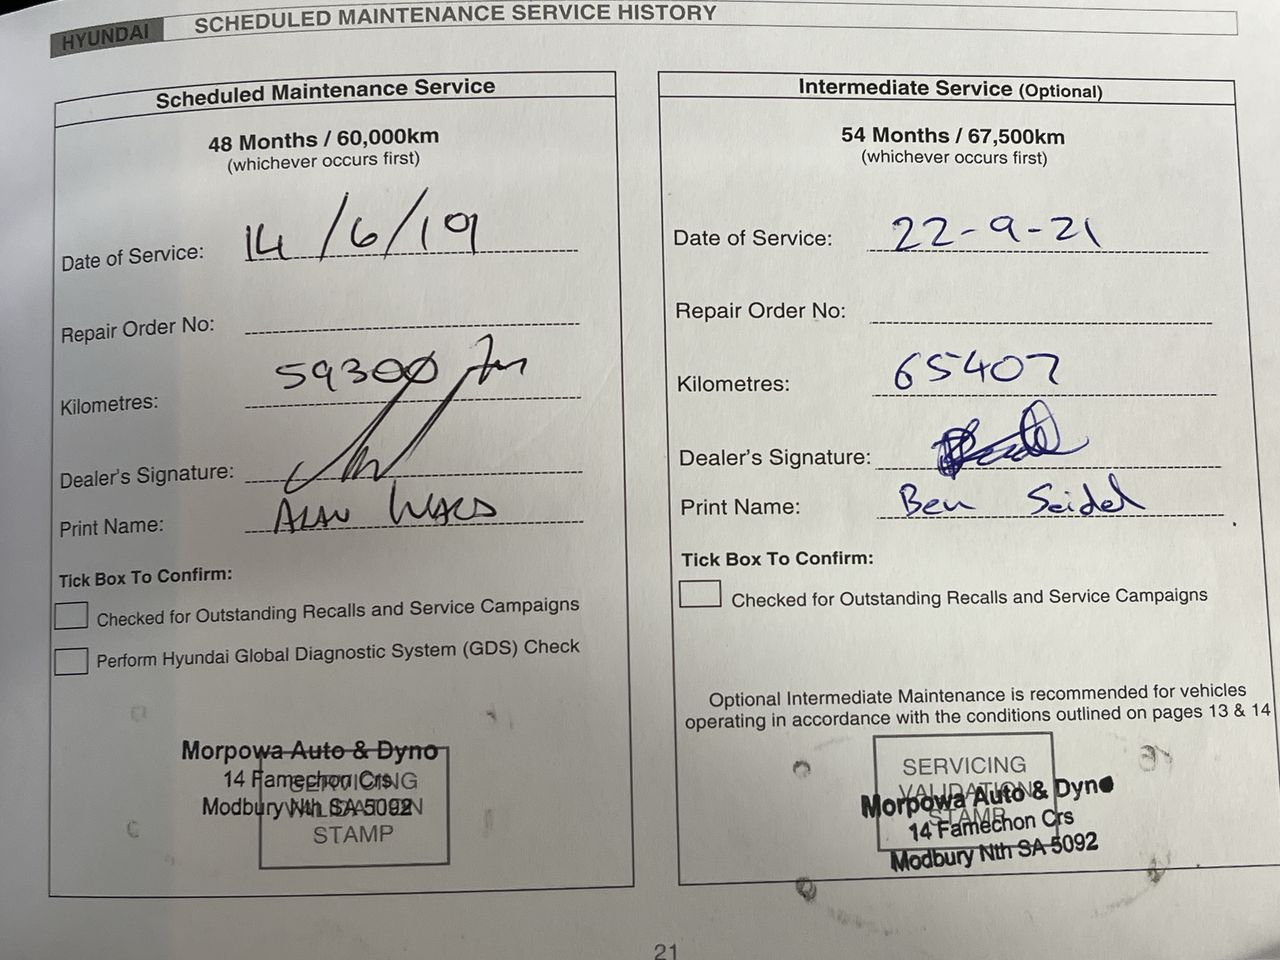 HYUNDAI
SCHEDULED MAINTENANCE SERVICE HISTORY
Scheduled Maintenance Service
48 Months / 60,000km
(whichever occurs first)
Date of Service: 14/6/19
Repair Order No:
59300
Kilometres:
Dealer's Signature:
Print Name: ALAN
Tick Box To Confirm:
Checked for Outstanding Recalls and Service Campaigns
Perform Hyundai Global Diagnostic System (GDS) Check
Morpowa Auto & Dyno
14 Famechon Crs
Modbury Nth SA 5092
SERVICING
VALIDATION
STAMP
Intermediate Service (Optional)
54 Months / 67,500km
(whichever occurs first)
Date of Service: 22-9-21
Repair Order No:
Kilometres: 65407
Dealer's Signature:
Print Name: Ben Seidel
Tick Box To Confirm:
Checked for Outstanding Recalls and Service Campaigns
Optional Intermediate Maintenance is recommended for vehicles
operating in accordance with the conditions outlined on pages 13 & 14
SERVICING
VALIDATION
STAMP
Morpowa Auto & Dyno
14 Famechon Crs
Modbury Nth SA 5092
21